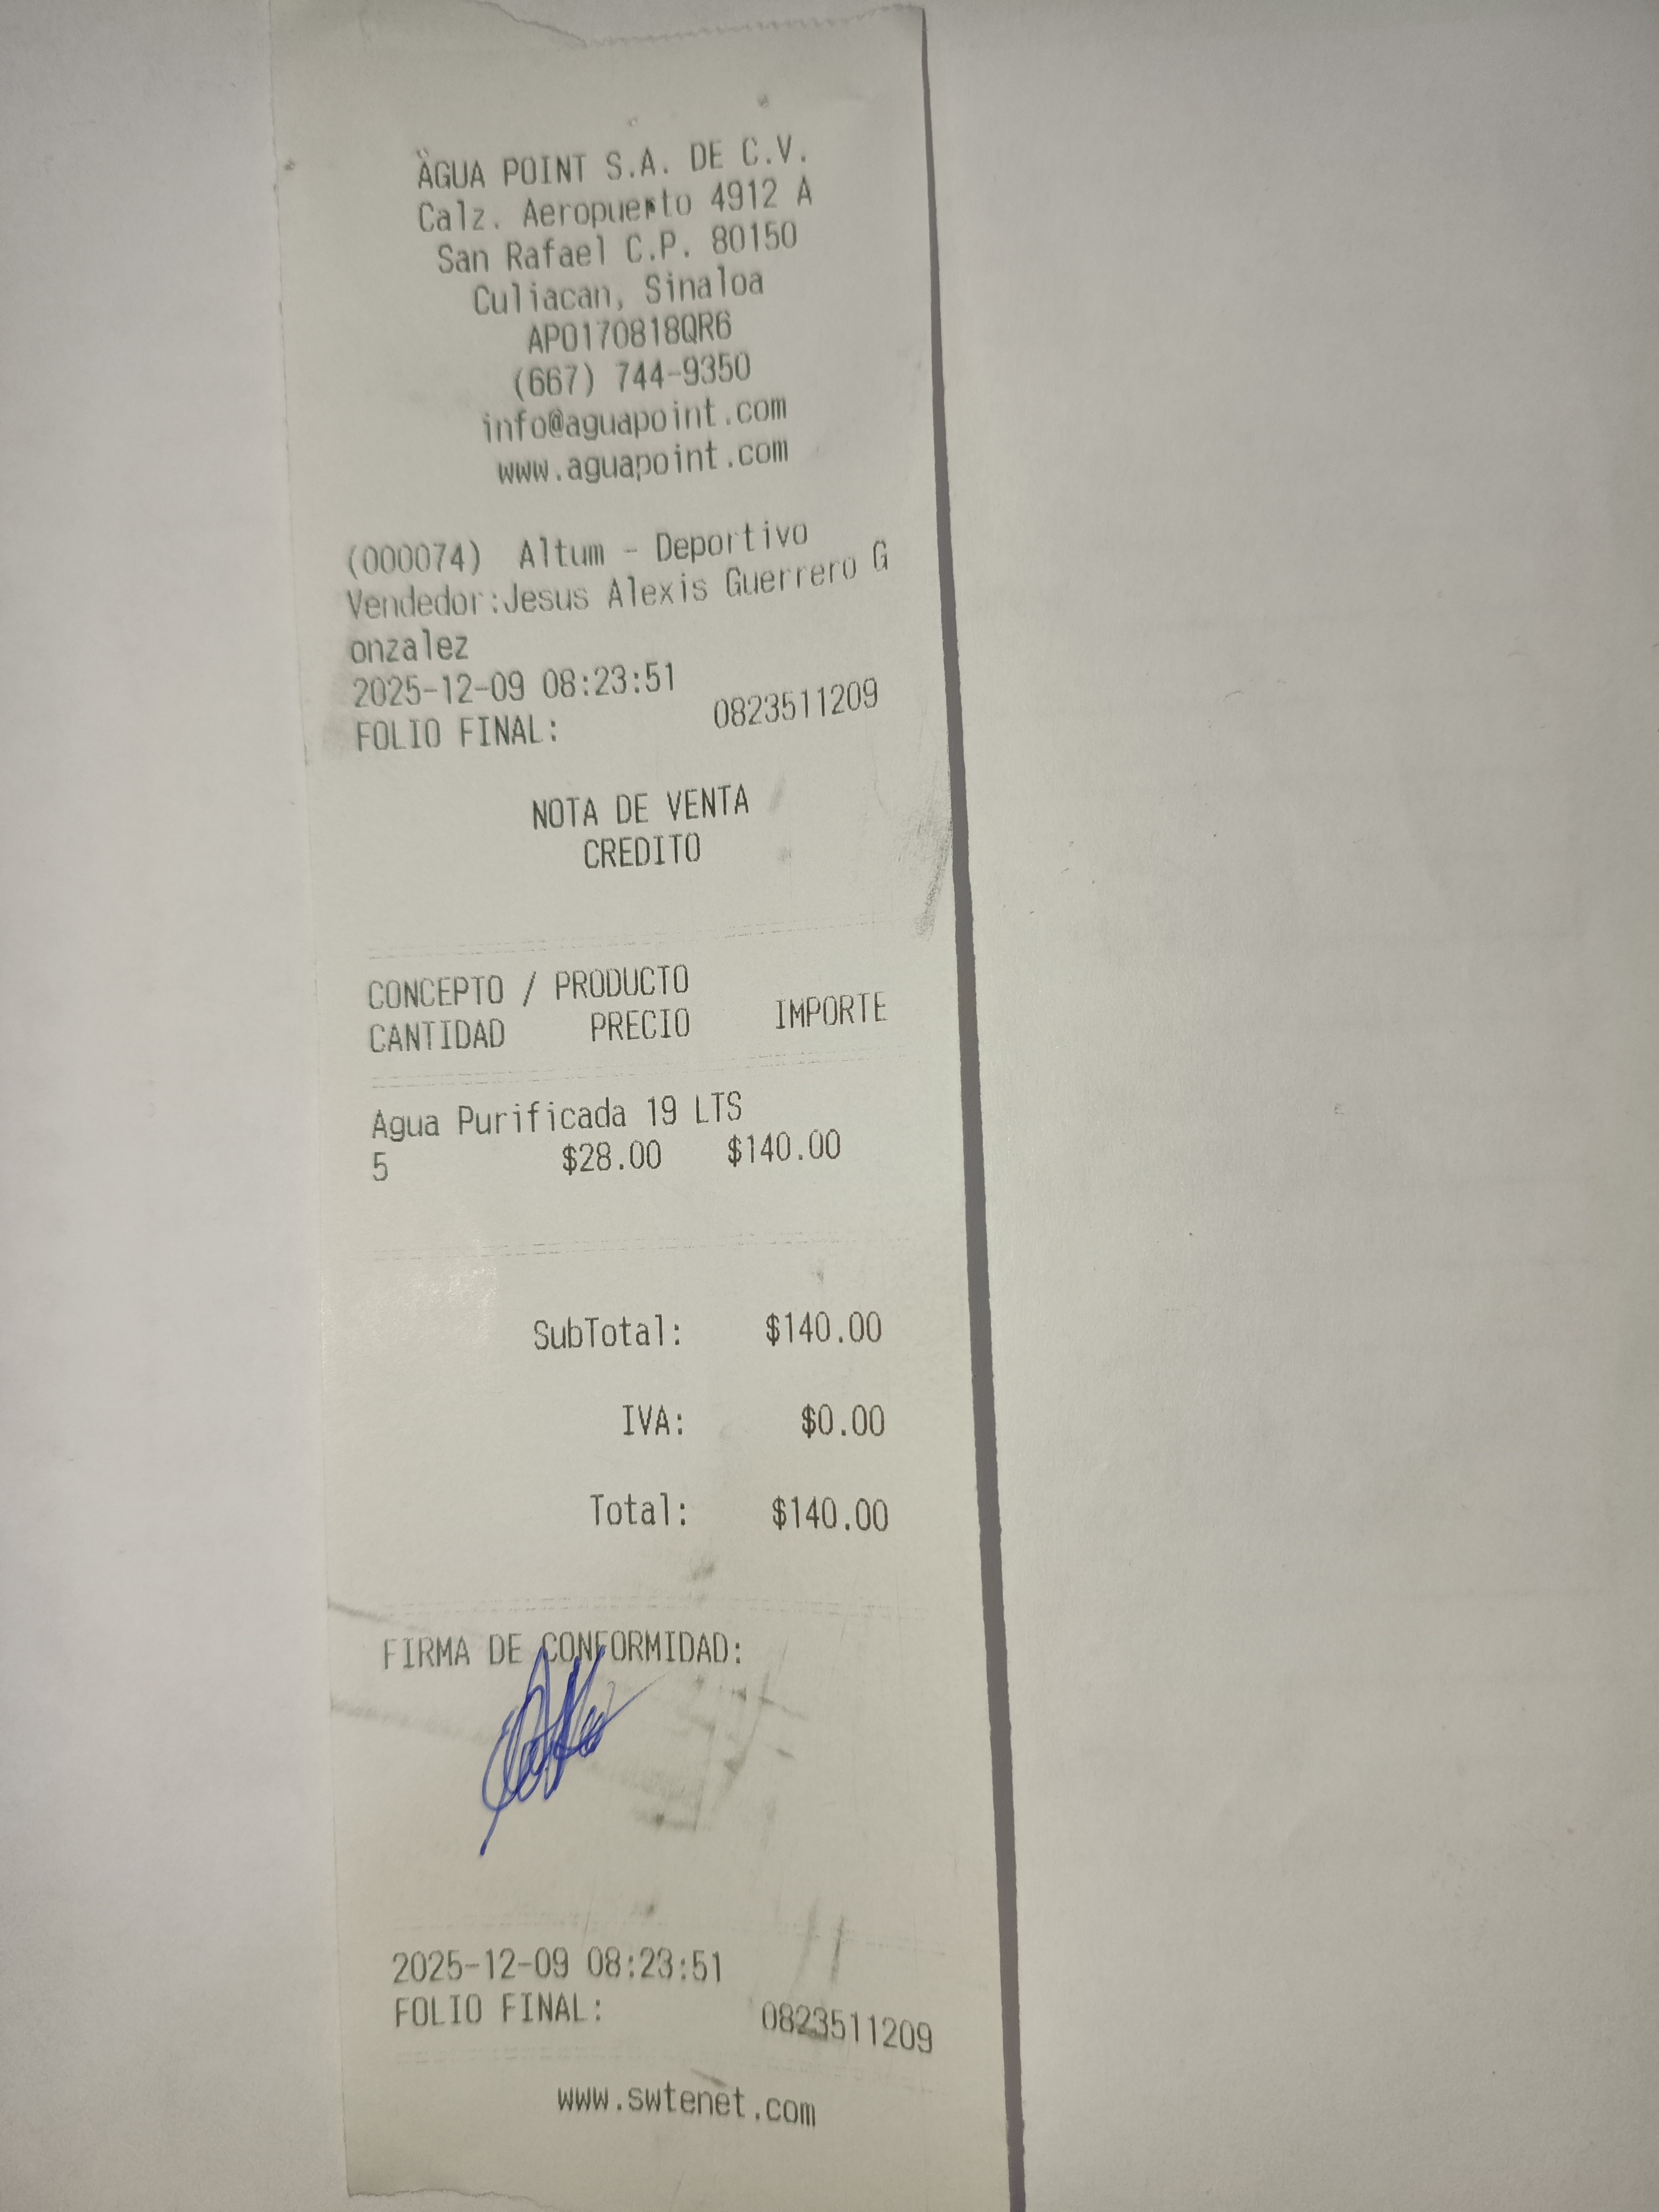 ÀGUA POINT S.A. DE C.V.
Calz. Aeropuerto 4912 A
San Rafael C.P. 80150
Culiacan, Sinaloa
APO170818QR6
(667) 744-9350
info@aguapoint.com
www.aguapoint.com
(000074) Altum - Deportivo
Vendedor:Jesus Alexis Guerrero G
onzalez
2025-12-09 08:23:51
FOLIO FINAL: 0823511209
NOTA DE VENTA
CREDITO
CONCEPTO / PRODUCTO
CANTIDAD PRECIO IMPORTE
Agua Purificada 19 LTS
5 $28.00 $140.00
SubTotal: $140.00
IVA: $0.00
Total: $140.00
FIRMA DE CONFORMIDAD:
2025-12-09 08:23:51
FOLIO FINAL: 0823511209
www.swtenet.com